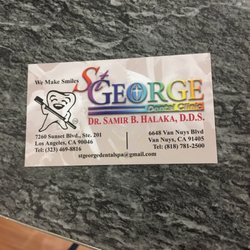 We Make Smiles
St GEORGE
Dental Clinic
DR. SAMIR B. HALAKA, D.D.S.
7260 Sunset Blvd., Ste. 201
Los Angeles, CA 90046
Tel: (323) 469-8816
6648 Van Nuys Blvd
Van Nuys, CA 91405
Tel: (818) 781-2500
stgeorgedentalspa@gmail.com